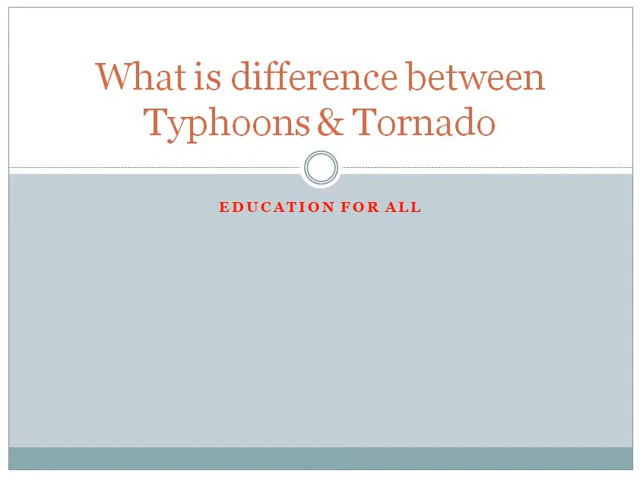 What is difference between
Typhoons & Tornado
EDUCATION FOR ALL